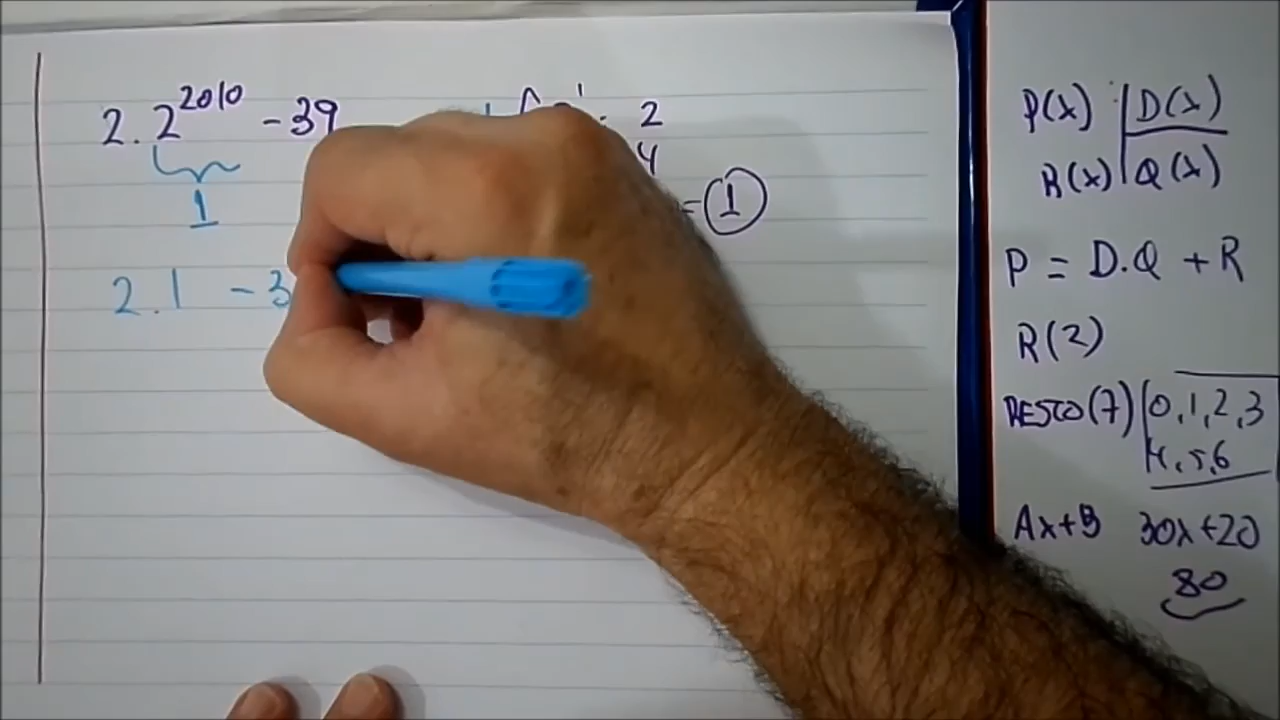 2.2^2010 -39
2
4
= 1
1
2.1 -3
P(x) D(x)
R(x) Q(x)
P = D.Q + R
R(2)
RESTO(7) 0,1,2,3
4,5,6
Ax+B 30x+20
80